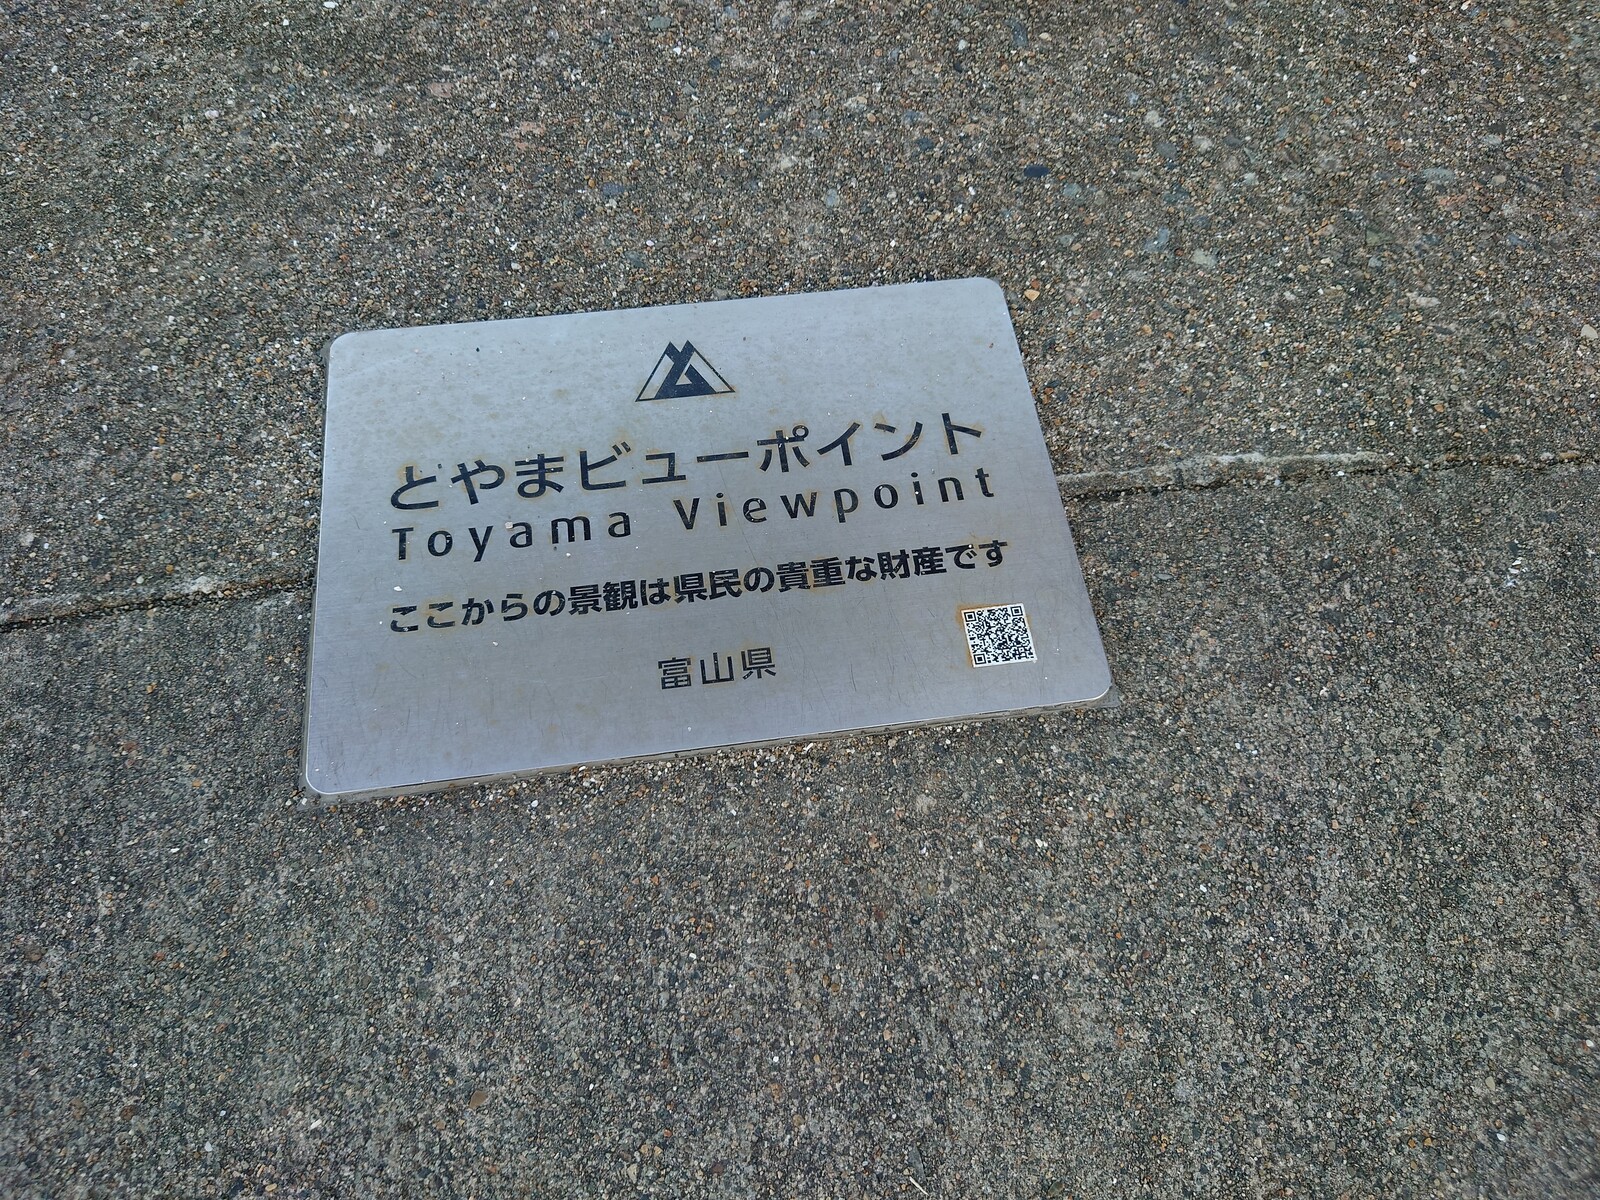 とやまビューポイント
Toyama Viewpoint
ここからの景観は県民の貴重な財産です
富山県